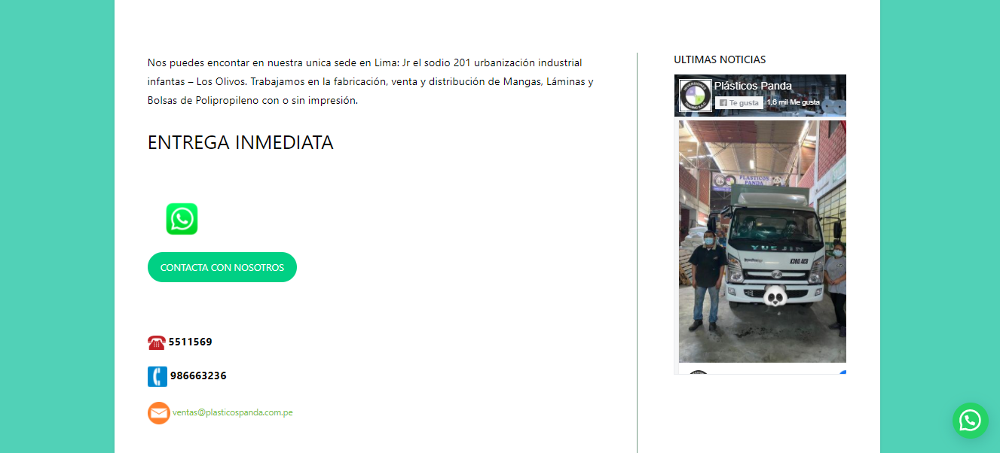 Nos puedes encontar en nuestra unica sede en Lima: Jr el sodio 201 urbanización industrial
infantas – Los Olivos. Trabajamos en la fabricación, venta y distribución de Mangas, Láminas y
Bolsas de Polipropileno con o sin impresión.
ENTREGA INMEDIATA
CONTACTA CON NOSOTROS
5511569
986663236
ventas@plasticospanda.com.pe
ULTIMAS NOTICIAS
Plásticos Panda
Te gusta
1,6 mil Me gusta
PLASTICOS
PANDA
YUEJIN